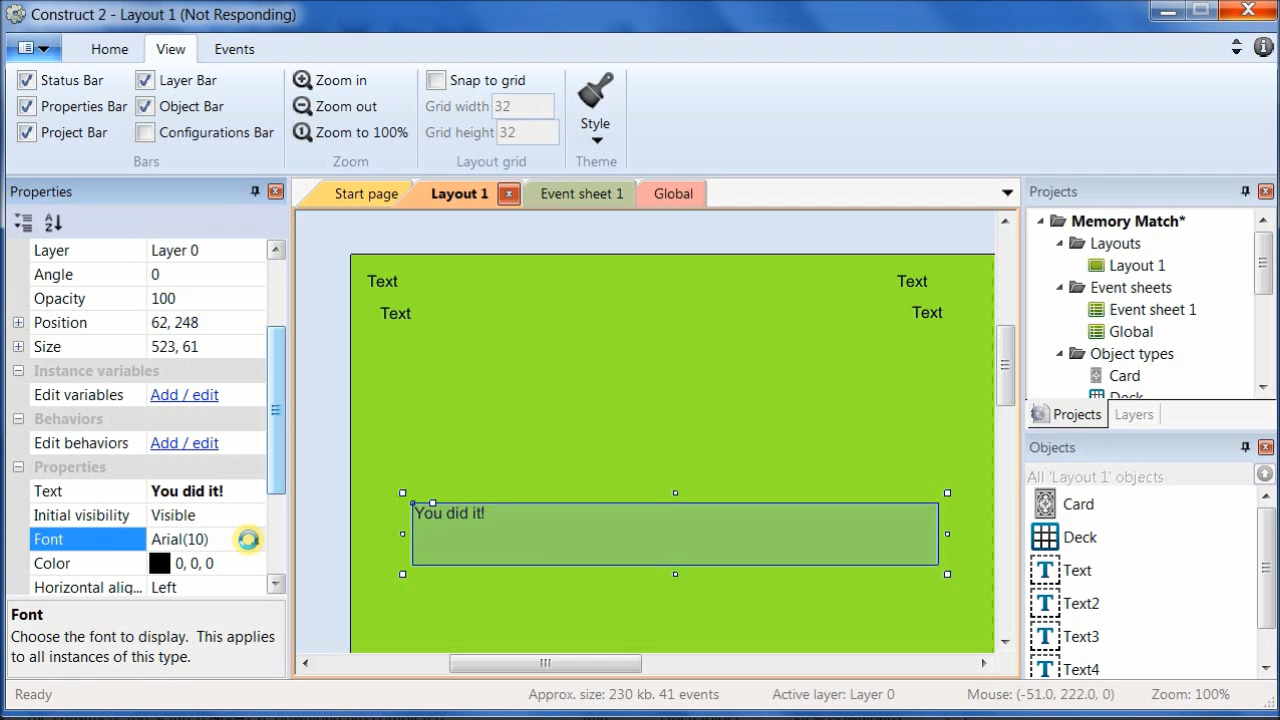 Construct 2 - Layout 1 (Not Responding)
Home View Events
Status Bar Layer Bar Zoom in Snap to grid
Properties Bar Object Bar Zoom out Grid width 32
Project Bar Configurations Bar Zoom to 100% Grid height 32 Style
Bars Zoom Layout grid Theme
Properties Start page Layout 1 Event sheet 1 Global Projects
Layer Layer 0
Angle 0
Opacity 100
Position 62, 248
Size 523, 61
Instance variables
Edit variables Add / edit
Behaviors
Edit behaviors Add / edit
Properties
Text You did it!
Initial visibility Visible
Font Arial(10)
Color 0, 0, 0
Horizontal alig... Left
Font
Choose the font to display. This applies
to all instances of this type.
Text Text
Text Text
You did it!
Memory Match*
Layouts
Layout 1
Event sheets
Event sheet 1
Global
Object types
Card
Projects Layers
Objects
All 'Layout 1' objects
Card
Deck
Text
Text2
Text3
Text4
Ready Approx. size: 230 kb. 41 events Active layer: Layer 0 Mouse: (-51.0, 222.0, 0) Zoom: 100%